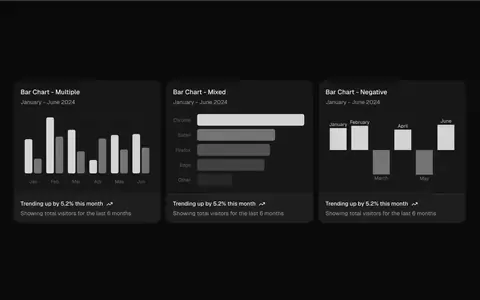 Bar Chart - Multiple
January - June 2024
Jan
Feb
Mar
Apr
May
Jun
Trending up by 5.2% this month
Showing total visitors for the last 6 months
Bar Chart - Mixed
January - June 2024
Chrome
Safari
Firefox
Edge
Other
Trending up by 5.2% this month
Showing total visitors for the last 6 months
Bar Chart - Negative
January - June 2024
January
February
March
April
May
June
Trending up by 5.2% this month
Showing total visitors for the last 6 months